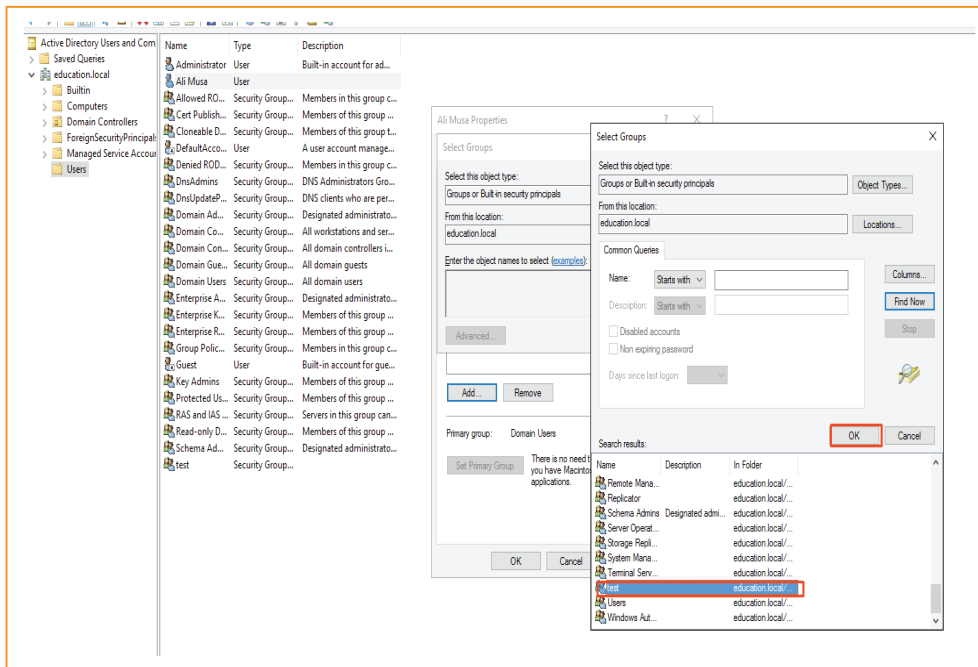 Active Directory Users and Com
Saved Queries
education.local
Builtin
Computers
Domain Controllers
ForeignSecurityPrincipal:
Managed Service Accour
Users
Name Type Description
Administrator User Built-in account for ad...
Ali Musa User
Allowed RO... Security Group... Members in this group c...
Cert Publish... Security Group... Members of this group ...
Cloneable D... Security Group... Members of this group t...
DefaultAcco... User A user account manage...
Denied ROD... Security Group... Members in this group c...
DnsAdmins Security Group... DNS Administrators Gro...
DnsUpdateP... Security Group... DNS clients who are per...
Domain Ad... Security Group... Designated administrato...
Domain Co... Security Group... All workstations and ser...
Domain Con... Security Group... All domain controllers i...
Domain Gue... Security Group... All domain guests
Domain Users Security Group... All domain users
Enterprise A... Security Group... Designated administrato...
Enterprise K... Security Group... Members of this group ...
Enterprise R... Security Group... Members of this group ...
Group Polic... Security Group... Members in this group c...
Guest User Built-in account for gue...
Key Admins Security Group... Members of this group ...
Protected Us... Security Group... Members of this group ...
RAS and IAS ... Security Group... Servers in this group can...
Read-only D... Security Group... Members of this group ...
Schema Ad... Security Group... Designated administrato...
test Security Group...
Ali Musa Properties ? X
Select Groups
Select this object type:
Groups or Built-in security principals
From this location:
education.local
Enter the object names to select (examples):
Advanced...
Add... Remove
Primary group: Domain Users
Set Primary Group
There is no need t
you have Macintos
applications.
OK Cancel
Select Groups X
Select this object type:
Groups or Built-in security principals Object Types...
From this location:
education.local Locations...
Common Queries
Name: Starts with Columns...
Description: Starts with Find Now
Disabled accounts Stop
Non expiring password
Days since last logon:
OK Cancel
Search results:
Name Description In Folder
Remote Mana... education.local/...
Replicator education.local/...
Schema Admins Designated admi... education.local/...
Server Operat... education.local/...
Storage Repli... education.local/...
System Mana... education.local/...
Terminal Serv... education.local/...
test education.local/...
Users education.local/...
Windows Aut... education.local/...